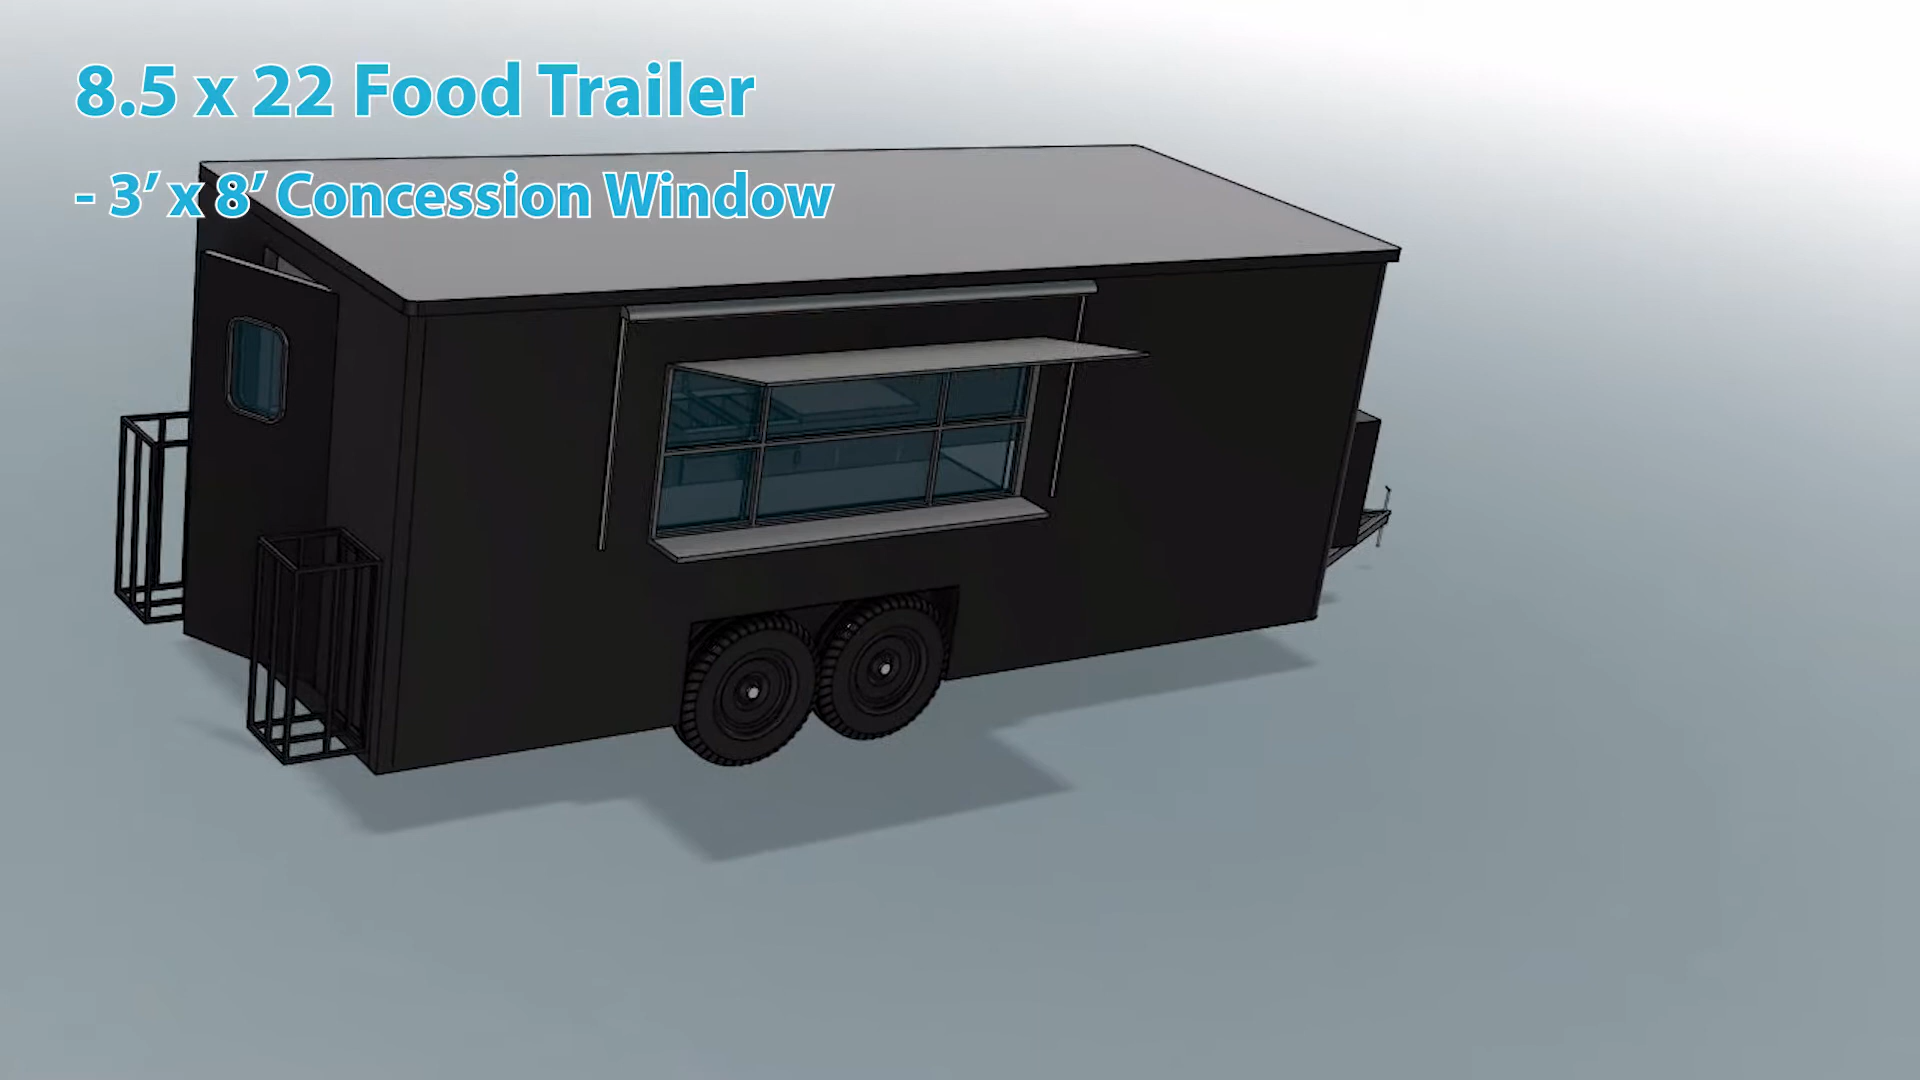 8.5 x 22 Food Trailer
- 3’ x 8’ Concession Window